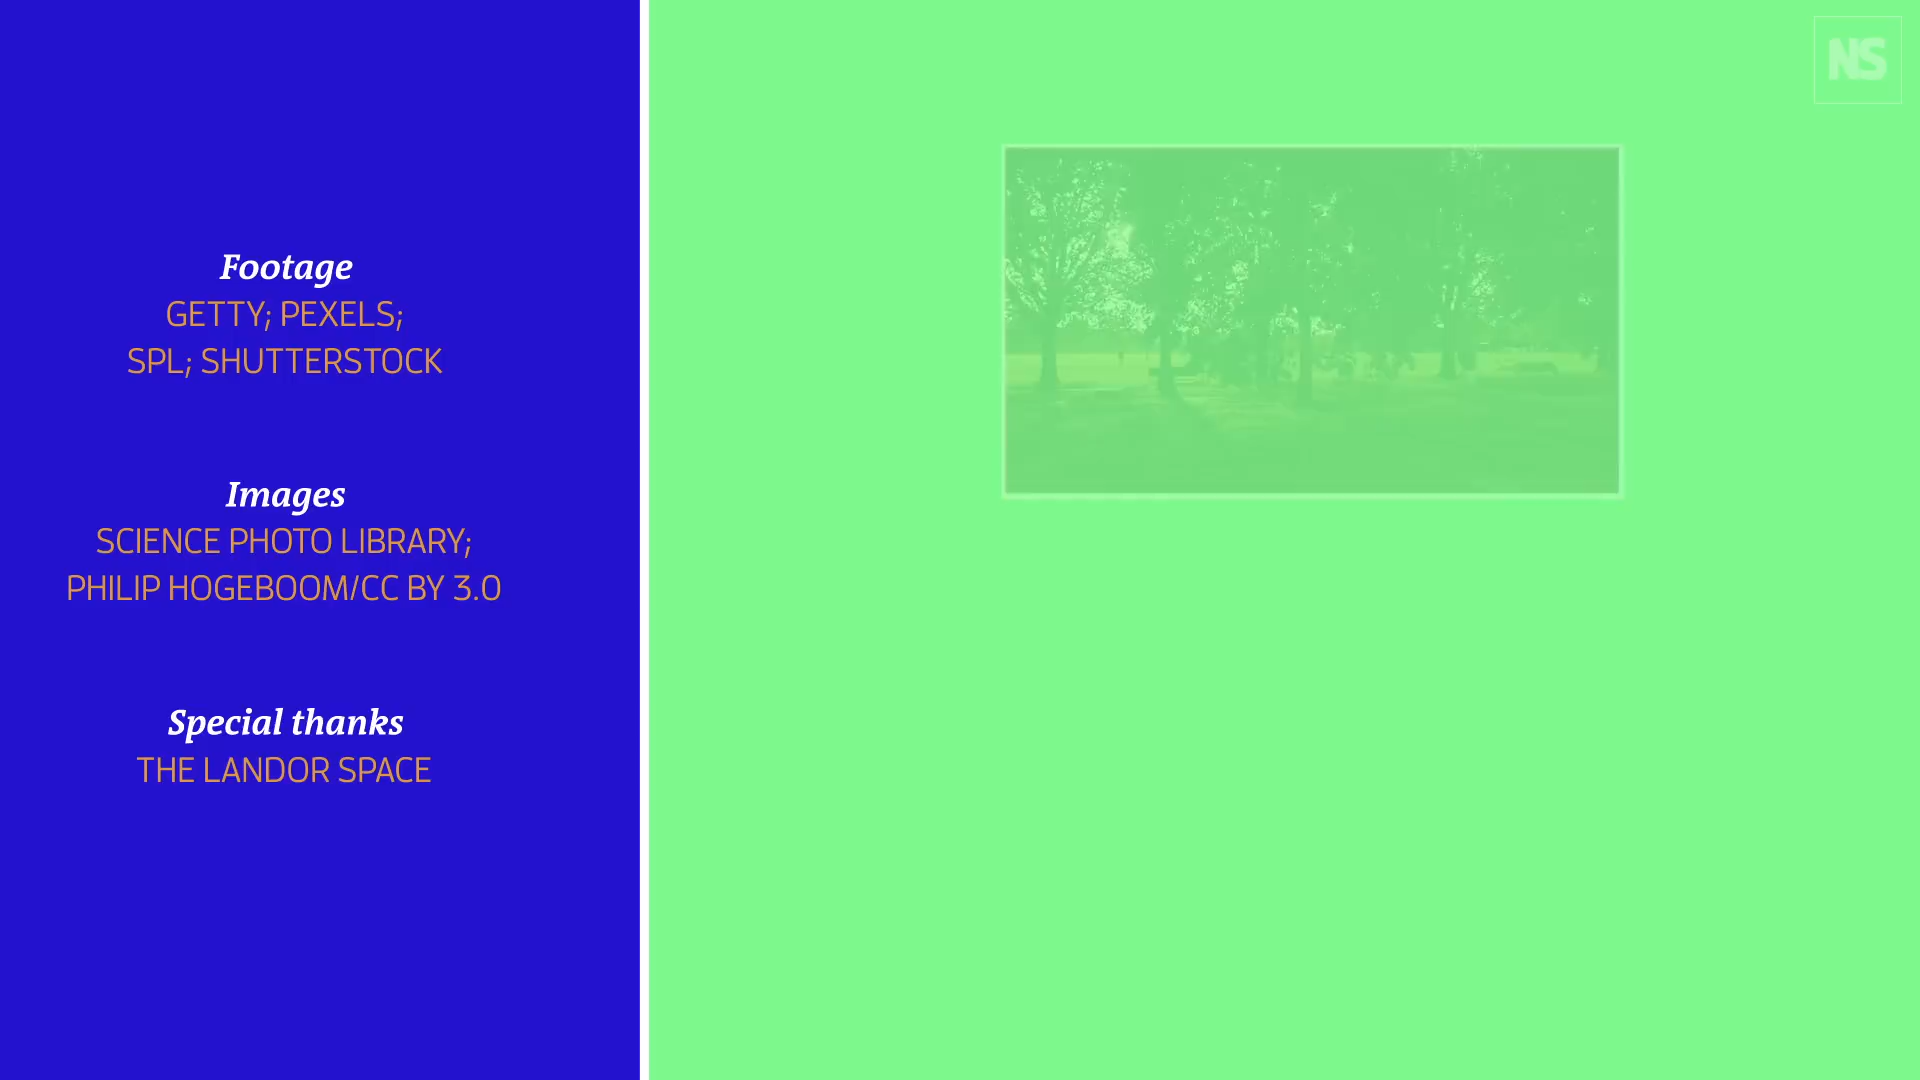 Footage
GETTY; PEXELS;
SPL; SHUTTERSTOCK
Images
SCIENCE PHOTO LIBRARY;
PHILIP HOGEBOOM/CC BY 3.0
Special thanks
THE LANDOR SPACE
NS